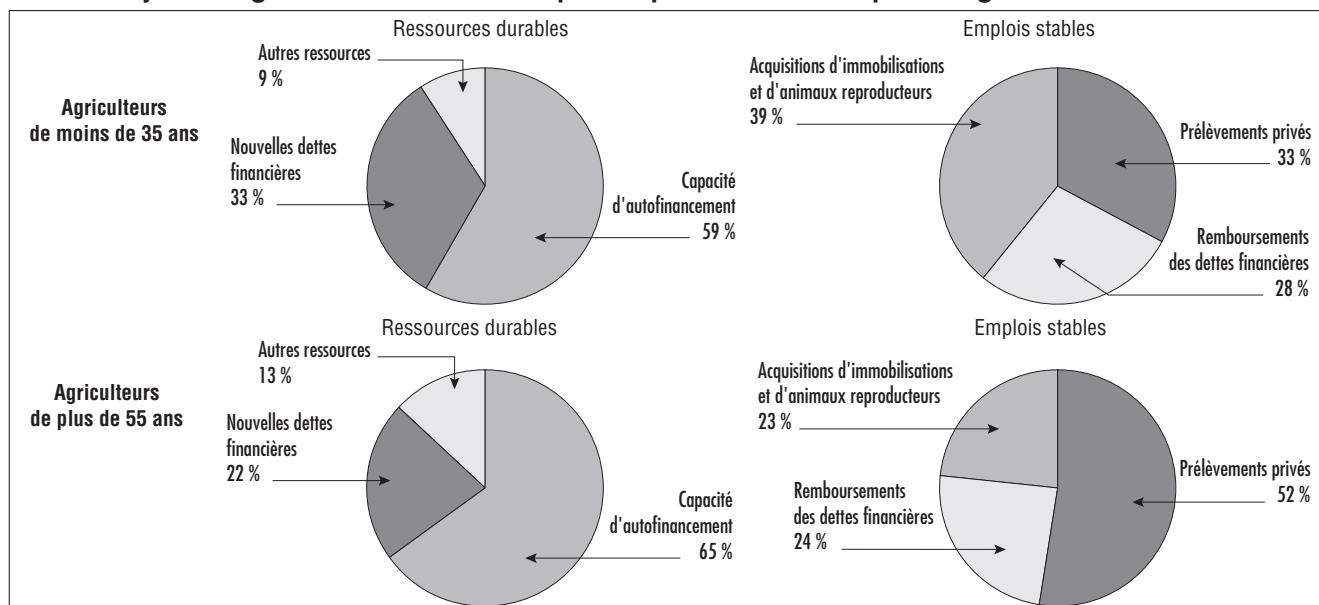 Ressources durables
Emplois stables
Agriculteurs
de moins de 35 ans
Autres ressources
9 %
Nouvelles dettes
financières
33 %
Capacité
d'autofinancement
59 %
Acquisitions d'immobilisations
et d'animaux reproducteurs
39 %
Prélèvements privés
33 %
Remboursements
des dettes financières
28 %
Ressources durables
Emplois stables
Agriculteurs
de plus de 55 ans
Autres ressources
13 %
Nouvelles dettes
financières
22 %
Capacité
d'autofinancement
65 %
Acquisitions d'immobilisations
et d'animaux reproducteurs
23 %
Prélèvements privés
52 %
Remboursements
des dettes financières
24 %